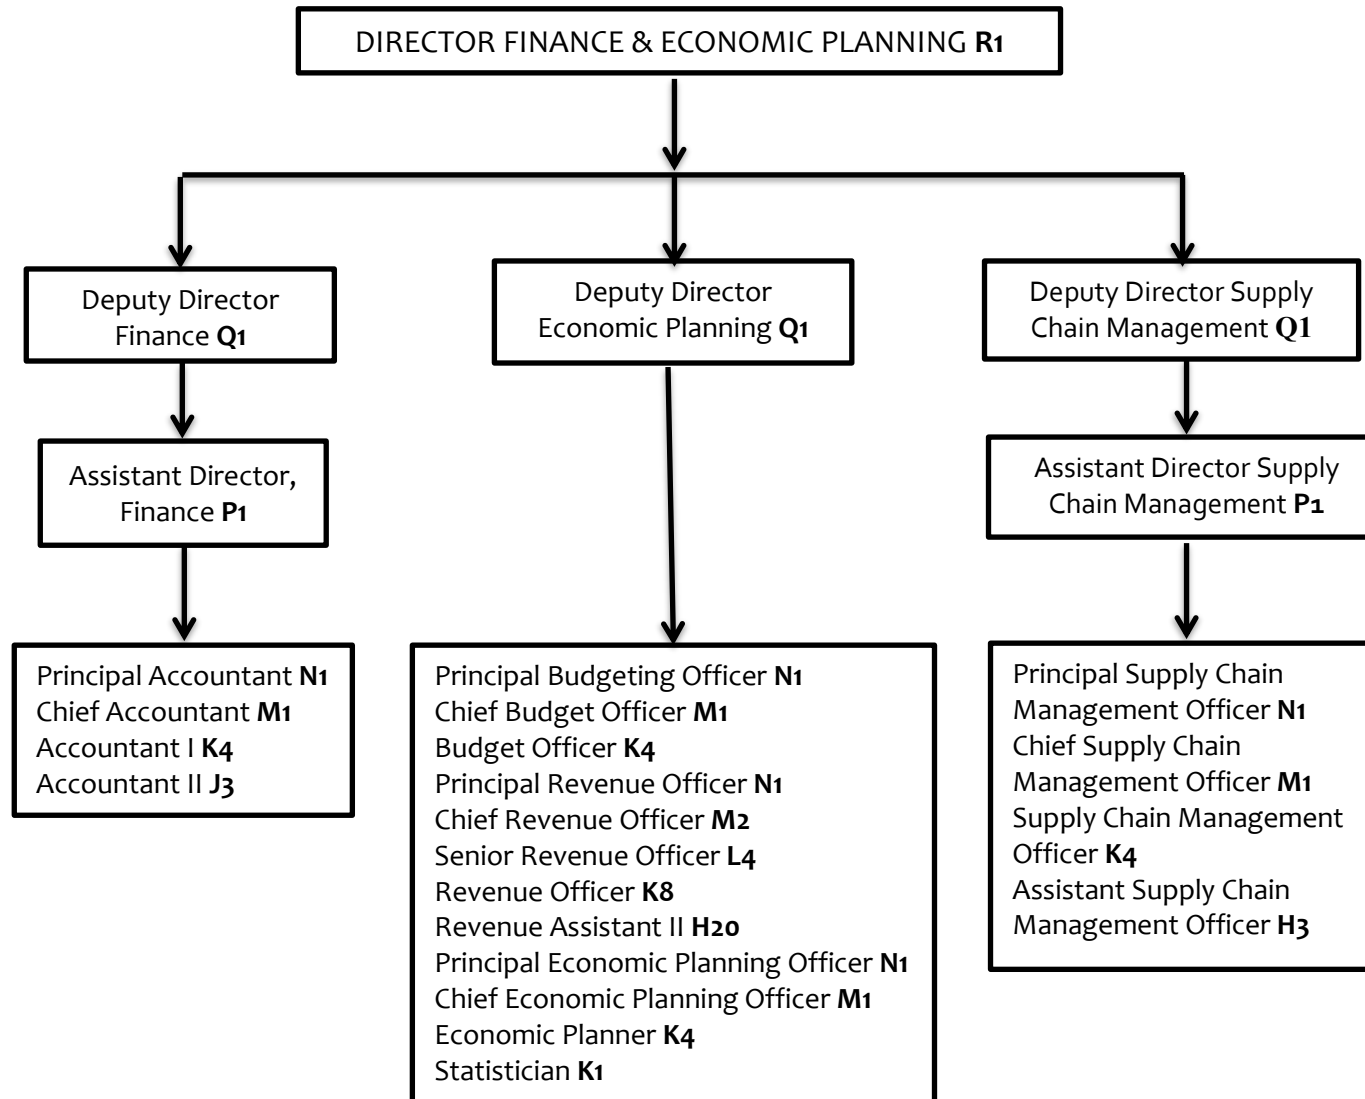 DIRECTOR FINANCE & ECONOMIC PLANNING R1
Deputy Director
Finance Q1
Deputy Director
Economic Planning Q1
Deputy Director Supply
Chain Management Q1
Assistant Director,
Finance P1
Assistant Director Supply
Chain Management P1
Principal Accountant N1
Chief Accountant M1
Accountant I K4
Accountant II J3
Principal Budgeting Officer N1
Chief Budget Officer M1
Budget Officer K4
Principal Revenue Officer N1
Chief Revenue Officer M2
Senior Revenue Officer L4
Revenue Officer K8
Revenue Assistant II H20
Principal Economic Planning Officer N1
Chief Economic Planning Officer M1
Economic Planner K4
Statistician K1
Principal Supply Chain
Management Officer N1
Chief Supply Chain
Management Officer M1
Supply Chain Management
Officer K4
Assistant Supply Chain
Management Officer H3